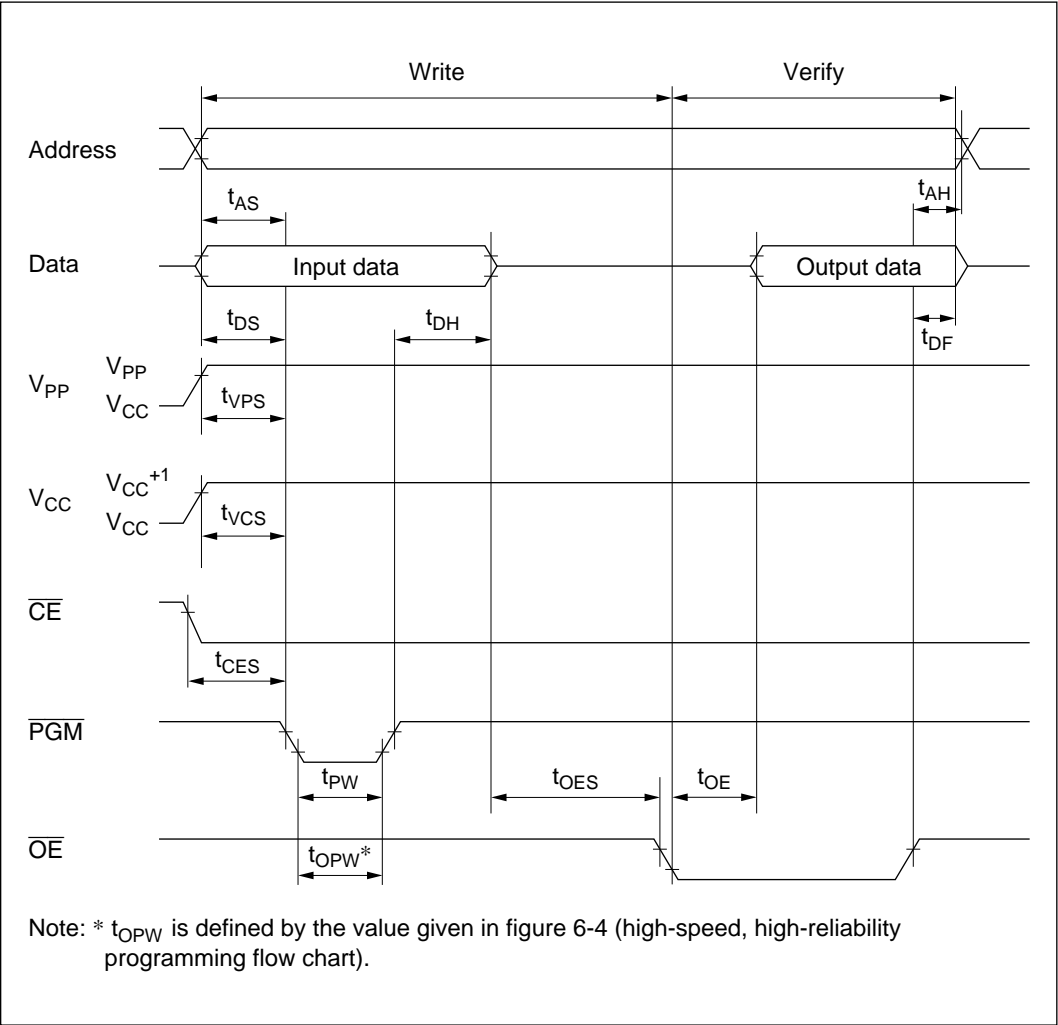 Write Verify
Address
tAS
tAH
Data
Input data
Output data
tDS
tDH
tDF
VPP
VPP
VCC
tVPS
VCC
VCC+1
VCC
tVCS
CE
tCES
PGM
tPW
tOES
tOE
OE
tOPW*
Note: * tOPW is defined by the value given in figure 6-4 (high-speed, high-reliability
programming flow chart).